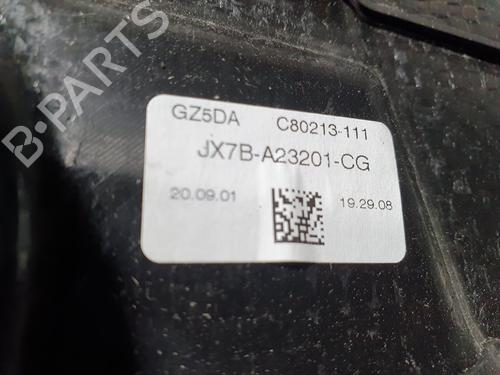 B-PARTS
GZ5DA C80213-111
JX7B-A23201-CG
20.09.01 19.29.08